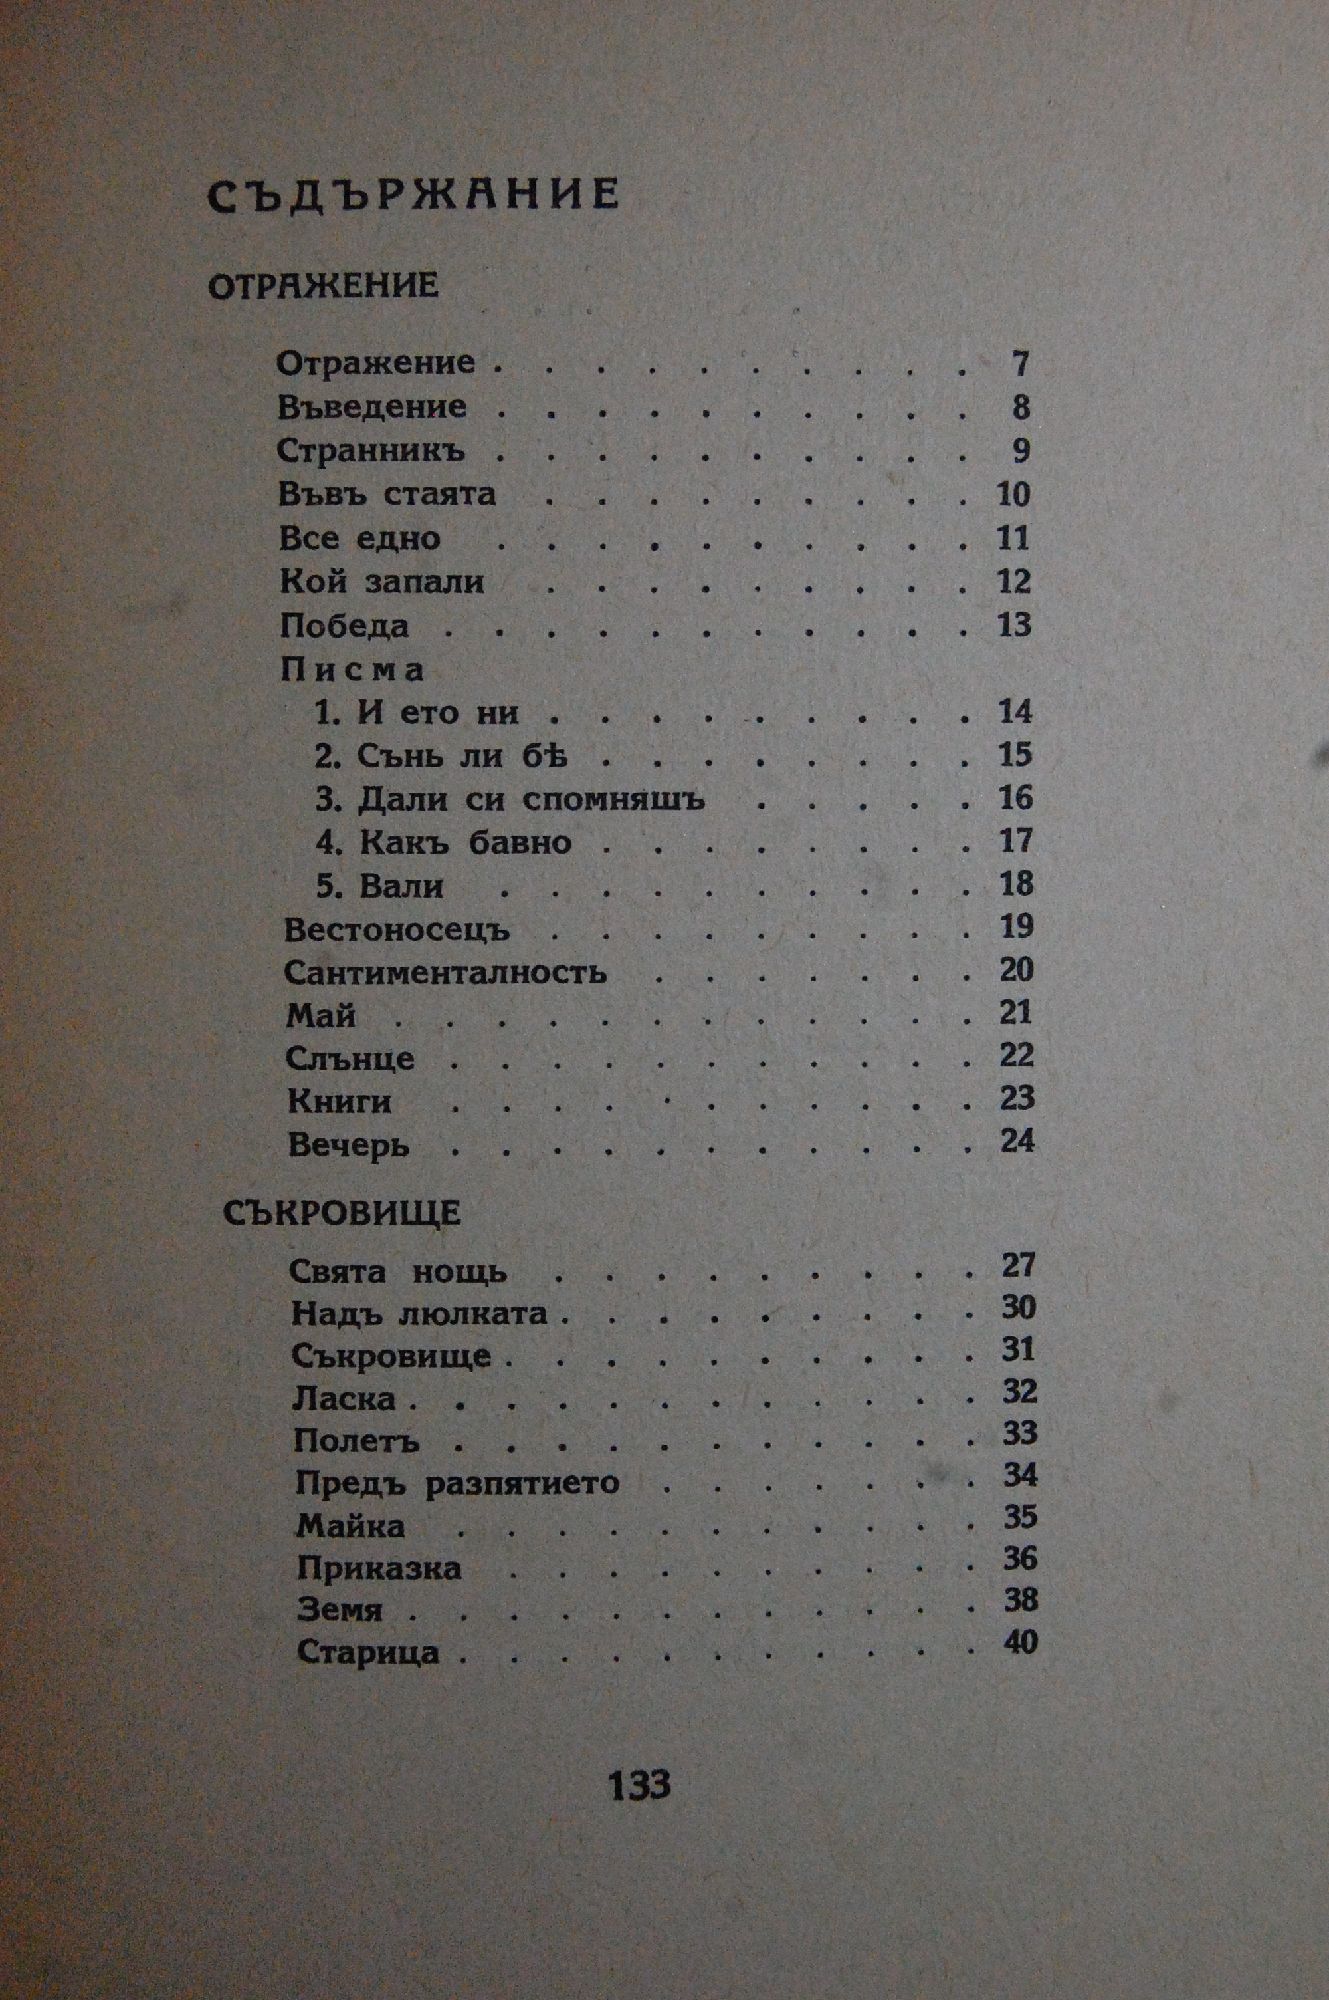 СЪДЪРЖАНИЕ
ОТРАЖЕНИЕ
Отражение . . . . . . . . . . 7
Въведение . . . . . . . . . . 8
Странникъ . . . . . . . . . . 9
Във​ъ стаята . . . . . . . . . 10
Все едно . . . . . . . . . . 11
Кой запали . . . . . . . . . 12
Победа . . . . . . . . . . . 13
Писма
1. И ето ни . . . . . . . . . 14
2. Сънь ли бѣ . . . . . . . . 15
3. Дали си спомняшъ . . . . . 16
4. Какъ бавно . . . . . . . . 17
5. Вали . . . . . . . . . . 18
Вестоносецъ . . . . . . . . . 19
Сантименталность . . . . . . . 20
Май . . . . . . . . . . . . 21
Слънце . . . . . . . . . . . 22
Книги . . . . . . . . . . . 23
Вечерь . . . . . . . . . . . 24
СЪКРОВИЩЕ
Свята нощь . . . . . . . . . 27
Надъ люлката . . . . . . . . . 30
Съкровище . . . . . . . . . . 31
Ласка . . . . . . . . . . . . 32
Полетъ . . . . . . . . . . . 33
Предъ разпятието . . . . . . . 34
Майка . . . . . . . . . . . 35
Приказка . . . . . . . . . . 36
Земя . . . . . . . . . . . . 38
Старица . . . . . . . . . . . 40
133